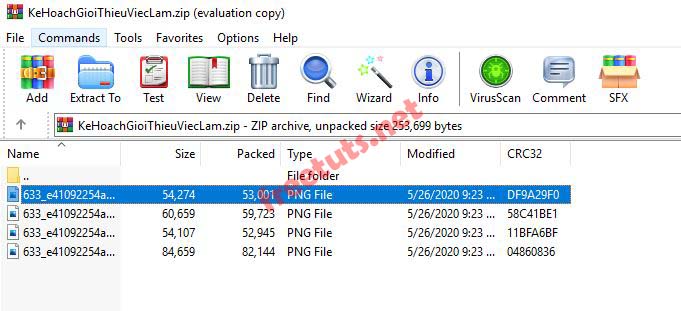 KeHoachGioiThieuViecLam.zip (evaluation copy)
File Commands Tools Favorites Options Help
Add Extract To Test View Delete Find Wizard Info VirusScan Comment SFX
KeHoachGioiThieuViecLam.zip - ZIP archive, unpacked size 253,699 bytes
Name Size Packed Type Modified CRC32
.. File folder
633_e41092254a... 54,274 53,001 PNG File 5/26/2020 9:23 ... DF9A29F0
633_e41092254a... 60,659 59,723 PNG File 5/26/2020 9:23 ... 58C41BE1
633_e41092254a... 54,107 52,945 PNG File 5/26/2020 9:23 ... 11BFA6BF
633_e41092254a... 84,659 82,144 PNG File 5/26/2020 9:23 ... 04860836
freetuts.net